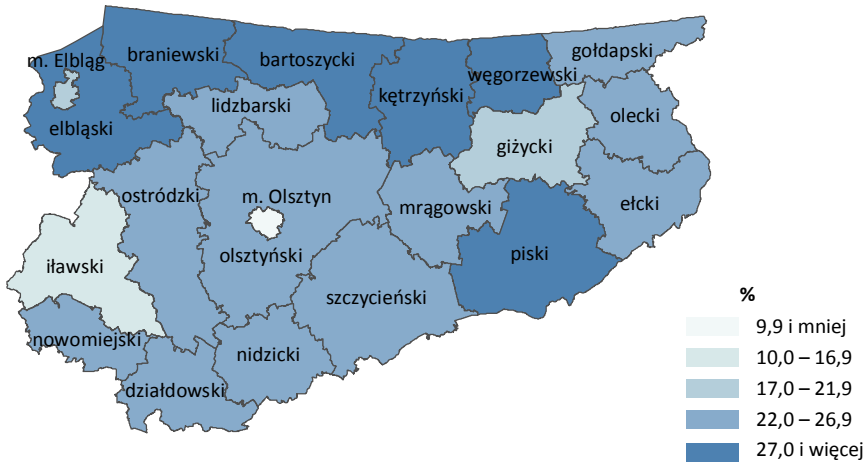 gołdapski
braniewski
bartoszycki
m. Elbląg
węgorzewski
kętrzyński
lidzbarski
olecki
elbląski
giżycki
ostródzki
m. Olsztyn
mrągowski
ełcki
olsztyński
piski
iławski
szczycieński
nowomiejski
nidzicki
działdowski
%
9,9 i mniej
10,0 – 16,9
17,0 – 21,9
22,0 – 26,9
27,0 i więcej